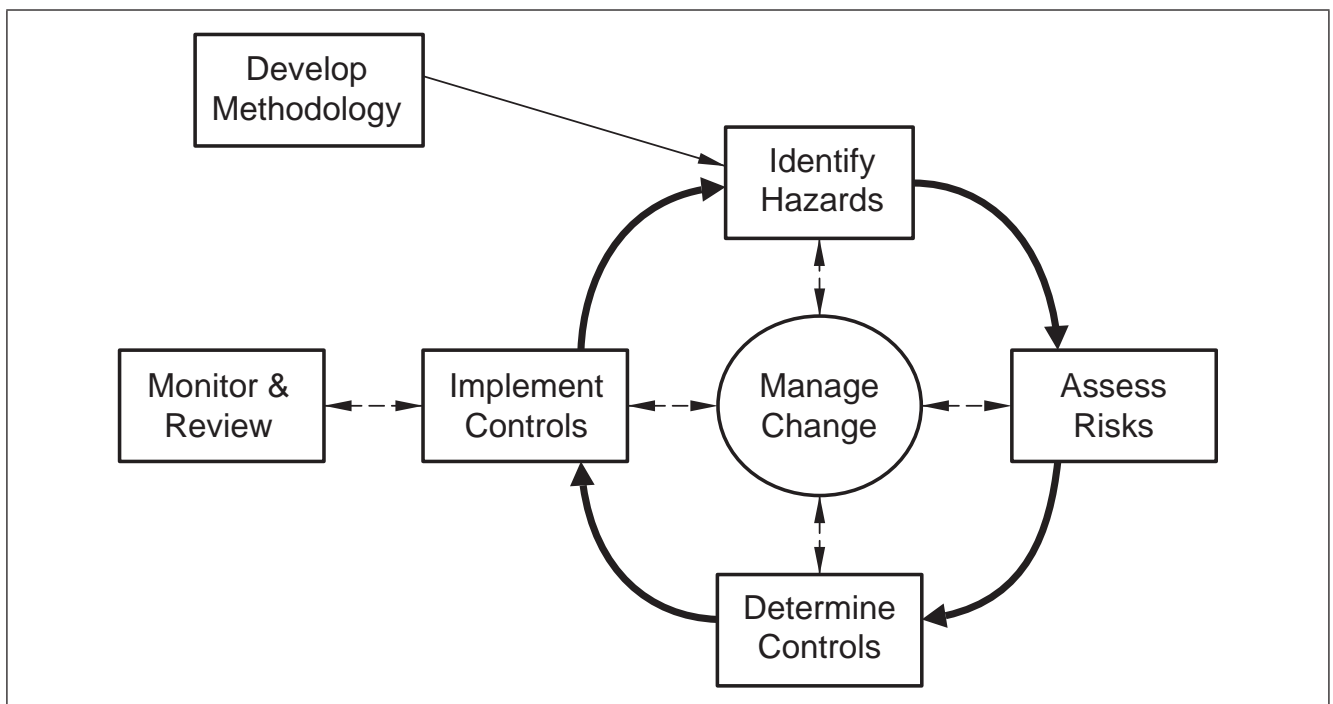 Develop
Methodology
Identify
Hazards
Monitor &
Review
Implement
Controls
Manage
Change
Assess
Risks
Determine
Controls